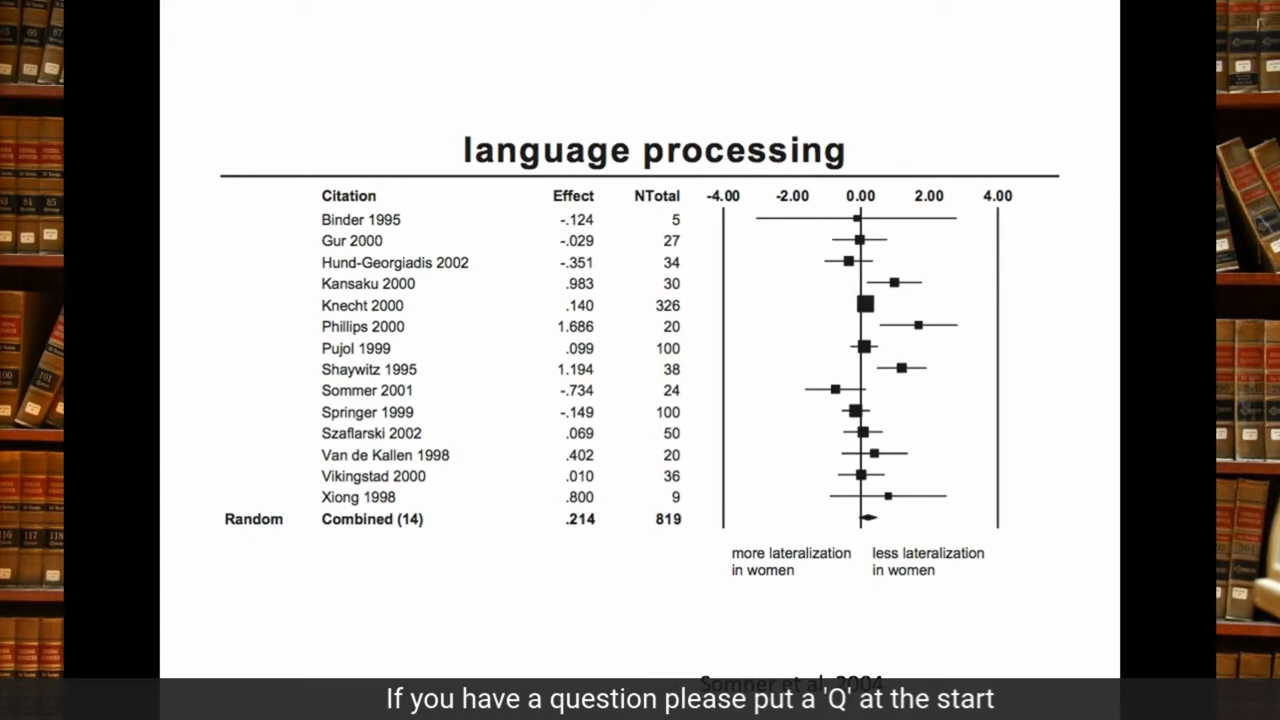 language processing
Citation Effect NTotal -4.00 -2.00 0.00 2.00 4.00
Binder 1995 -.124 5
Gur 2000 -.029 27
Hund-Georgiadis 2002 -.351 34
Kansaku 2000 .983 30
Knecht 2000 .140 326
Phillips 2000 1.686 20
Pujol 1999 .099 100
Shaywitz 1995 1.194 38
Sommer 2001 -.734 24
Springer 1999 -.149 100
Szaflarski 2002 .069 50
Van de Kallen 1998 .402 20
Vikingstad 2000 .010 36
Xiong 1998 .800 9
Random Combined (14) .214 819
more lateralization less lateralization
in women in women
Somner et al. 2004
If you have a question please put a 'Q' at the start